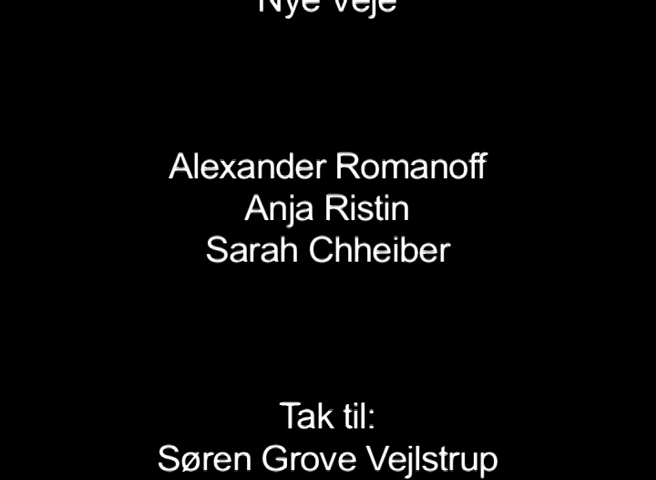 Nye Veje
Alexander Romanoff
Anja Ristin
Sarah Chheiber
Tak til:
Søren Grove Vejlstrup